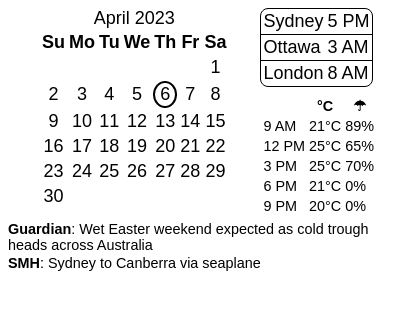 April 2023
Su Mo Tu We Th Fr Sa
1
2 3 4 5 6 7 8
9 10 11 12 13 14 15
16 17 18 19 20 21 22
23 24 25 26 27 28 29
30
Sydney 5 PM
Ottawa 3 AM
London 8 AM
°C ☂
9 AM 21°C 89%
12 PM 25°C 65%
3 PM 25°C 70%
6 PM 21°C 0%
9 PM 20°C 0%
Guardian: Wet Easter weekend expected as cold trough
heads across Australia
SMH: Sydney to Canberra via seaplane